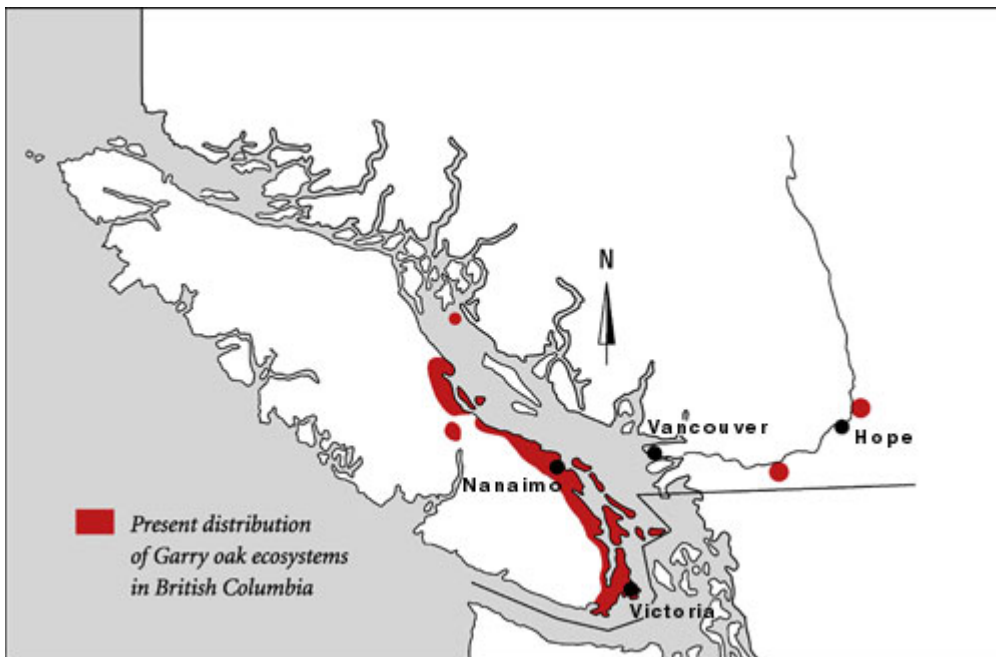 N
Vancouver
Hope
Nanaimo
Present distribution
of Garry oak ecosystems
in British Columbia
Victoria